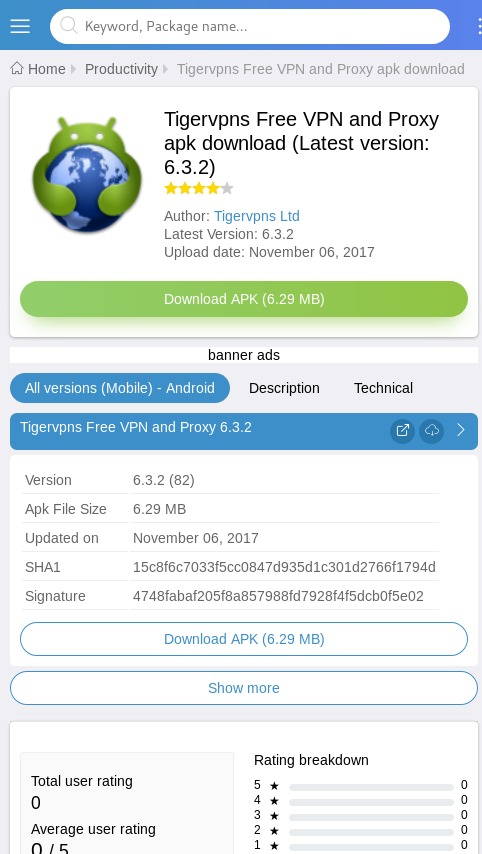 Keyword, Package name...
Home Productivity Tigervpns Free VPN and Proxy apk download
Tigervpns Free VPN and Proxy
apk download (Latest version:
6.3.2)
Author: Tigervpns Ltd
Latest Version: 6.3.2
Upload date: November 06, 2017
Download APK (6.29 MB)
banner ads
All versions (Mobile) - Android Description Technical
Tigervpns Free VPN and Proxy 6.3.2
Version 6.3.2 (82)
Apk File Size 6.29 MB
Updated on November 06, 2017
SHA1 15c8f6c7033f5cc0847d935d1c301d2766f1794d
Signature 4748fabaf205f8a857988fd7928f4f5dcb0f5e02
Download APK (6.29 MB)
Show more
Total user rating
0
Average user rating
0 / 5
Rating breakdown
5 ★ 0
4 ★ 0
3 ★ 0
2 ★ 0
1 ★ 0